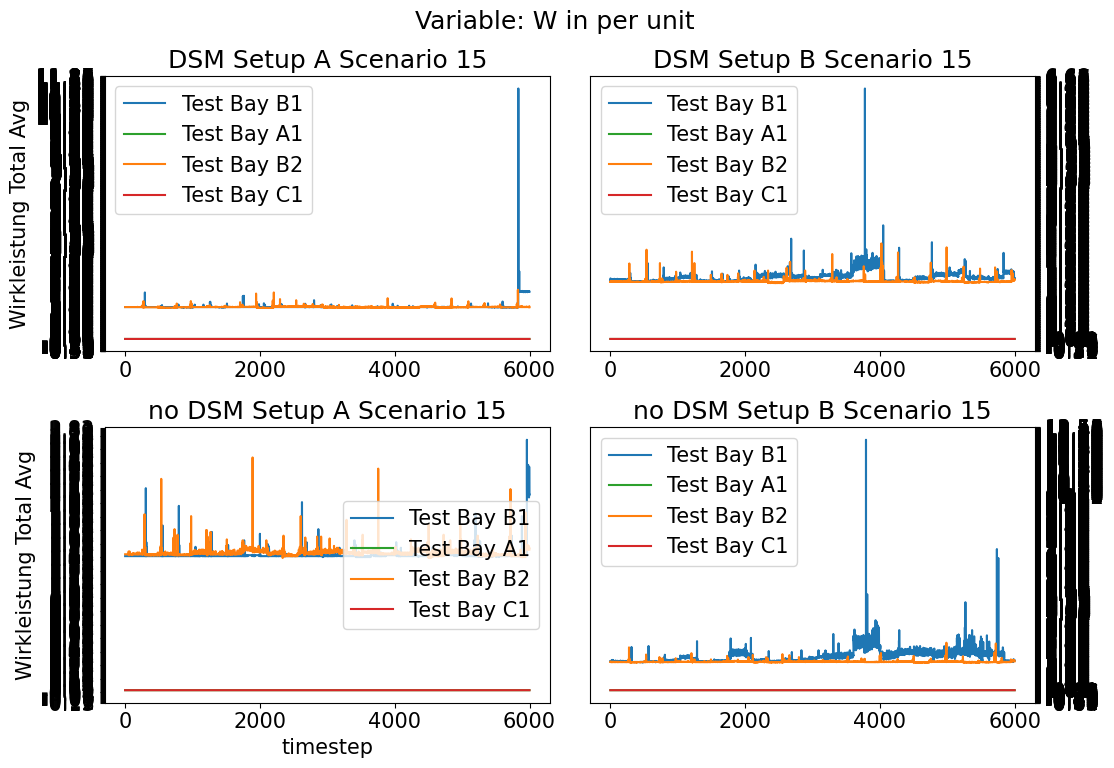 Variable: W in per unit
DSM Setup A Scenario 15
DSM Setup B Scenario 15
Wirkleistung Total Avg
Test Bay B1
Test Bay A1
Test Bay B2
Test Bay C1
Test Bay B1
Test Bay A1
Test Bay B2
Test Bay C1
0
2000
4000
6000
0
2000
4000
6000
no DSM Setup A Scenario 15
no DSM Setup B Scenario 15
Wirkleistung Total Avg
Test Bay B1
Test Bay A1
Test Bay B2
Test Bay C1
Test Bay B1
Test Bay A1
Test Bay B2
Test Bay C1
0
2000
4000
6000
0
2000
4000
6000
timestep